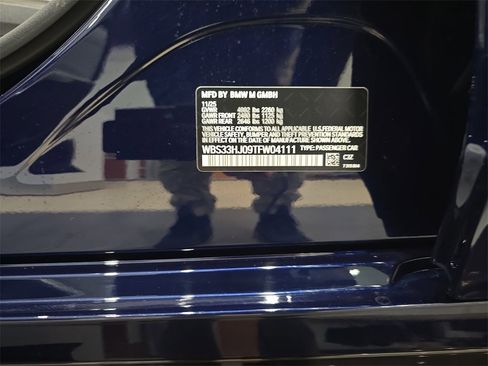 MFD BY BMW M GMBH
11/25
GVWR 4982 lbs 2260 kg
GAWR FRONT 2480 lbs 1125 kg
GAWR REAR 2646 lbs 1200 kg
THIS VEHICLE CONFORMS TO ALL APPLICABLE U.S. FEDERAL MOTOR
VEHICLE SAFETY, BUMPER AND THEFT PREVENTION STANDARDS
IN EFFECT ON THE DATE OF MANUFACTURE SHOWN ABOVE.
WBS33HJ09TFW04111 TYPE: PASSENGER CAR